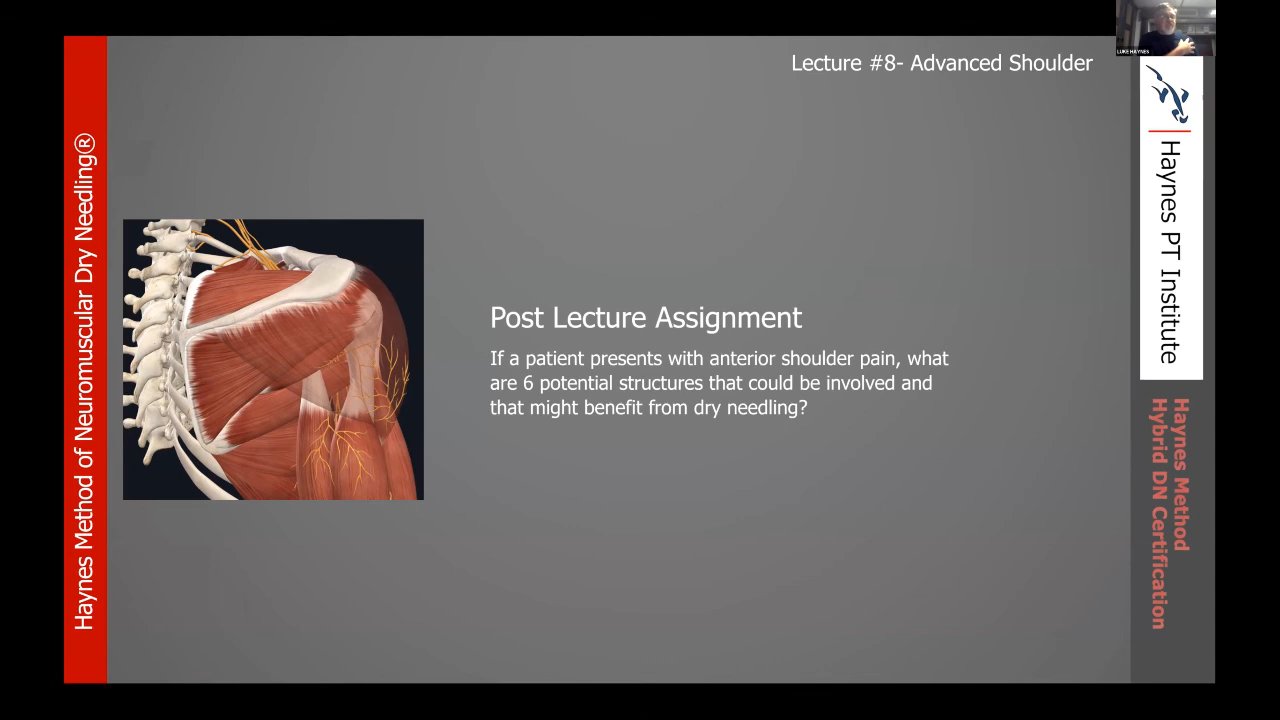 LUKE HAYNES
Lecture #8- Advanced Shoulder
Haynes Method of Neuromuscular Dry Needling®
Post Lecture Assignment
If a patient presents with anterior shoulder pain, what
are 6 potential structures that could be involved and
that might benefit from dry needling?
Haynes PT Institute
Haynes Method
Hybrid DN Certification